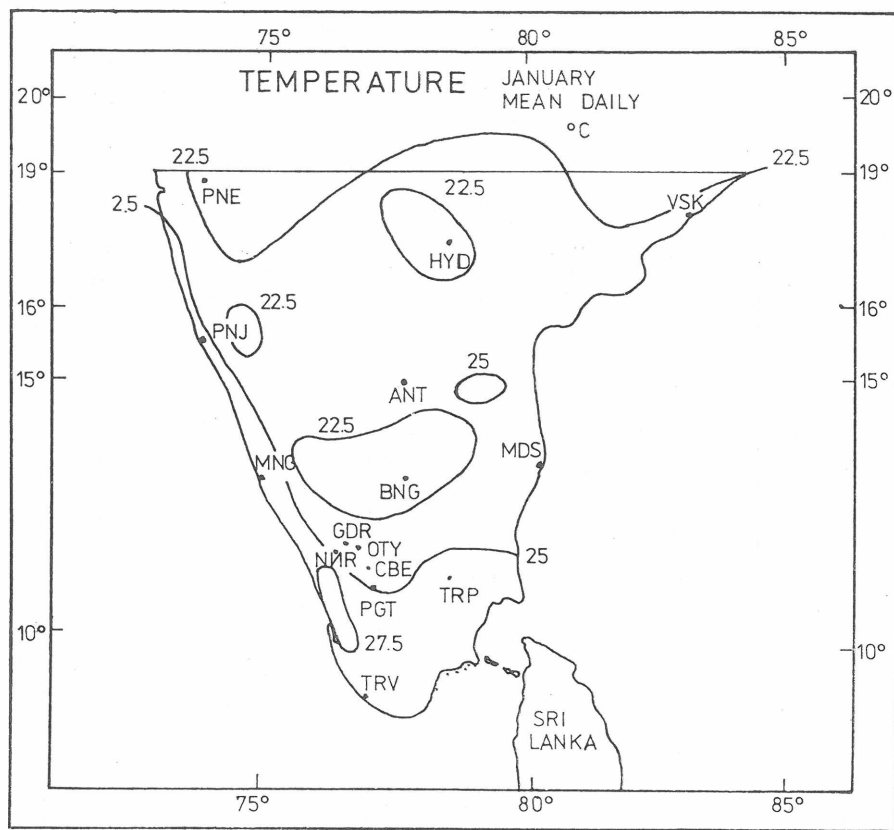 75°
80°
85°
TEMPERATURE
JANUARY
MEAN DAILY
°C
20°
20°
19°
22.5
22.5
19°
PNE
22.5
VSK
2.5
HYD
16°
22.5
16°
PNJ
15°
25
15°
ANT
22.5
MNG
MDS
BNG
GDR
OTY
NИR
CBE
25
PGT
TRP
10°
27.5
10°
TRV
SRI
LANKA
75°
80°
85°